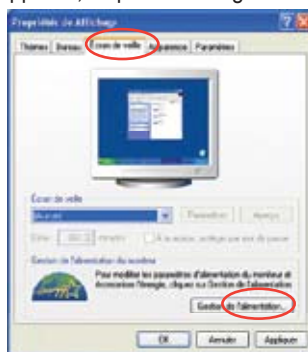 Propriétés de Affichage
Thèmes Bureau Écran de veille Apparence Paramètres
Écran de veille
Paramètres Aperçu
minutes
Gestion de l'alimentation du moniteur
Pour modifier les paramètres d'alimentation du moniteur et
économiser l'énergie, cliquez sur Gestion de l'alimentation
Gestion de l'alimentation...
OK Annuler Appliquer